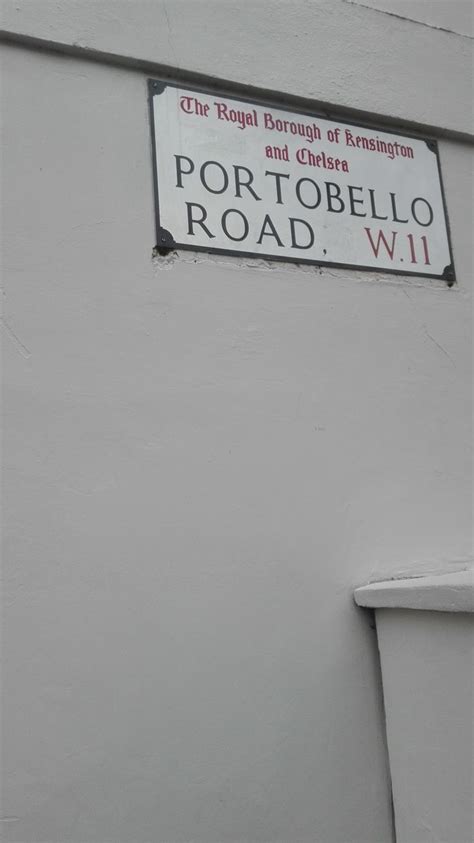 The Royal Borough of Kensington
and Chelsea
PORTOBELLO
ROAD, W.11